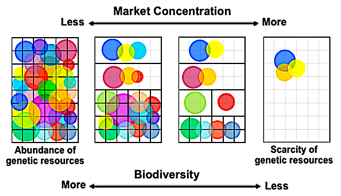 Market Concentration
Less More
Abundance of
genetic resources
Scarcity of
genetic resources
Biodiversity
More Less